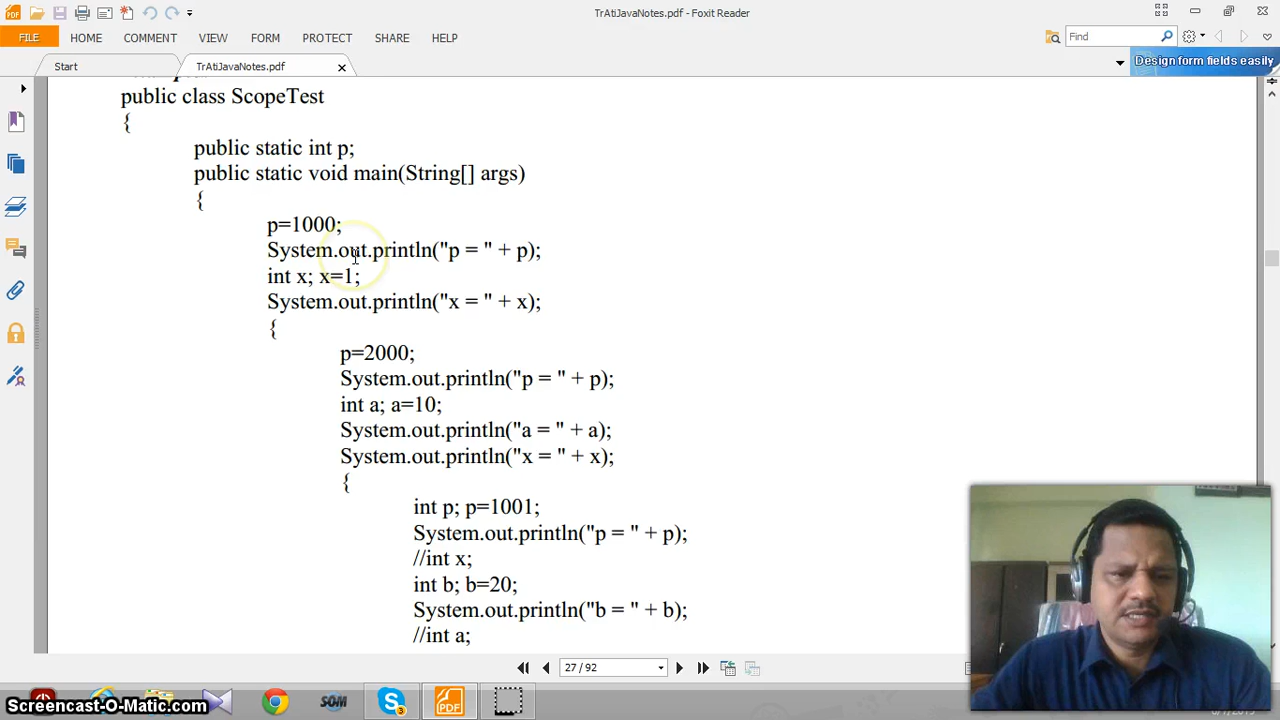 TrAtiJavaNotes.pdf - Foxit Reader
FILE HOME COMMENT VIEW FORM PROTECT SHARE HELP
Find
Start TrAtiJavaNotes.pdf
Design form fields easily
public class ScopeTest
{
public static int p;
public static void main(String[] args)
{
p=1000;
System.out.println("p = " + p);
int x; x=1;
System.out.println("x = " + x);
{
p=2000;
System.out.println("p = " + p);
int a; a=10;
System.out.println("a = " + a);
System.out.println("x = " + x);
{
int p; p=1001;
System.out.println("p = " + p);
//int x;
int b; b=20;
System.out.println("b = " + b);
//int a;
27 / 92
SOM
PDF
Screencast-O-Matic.com